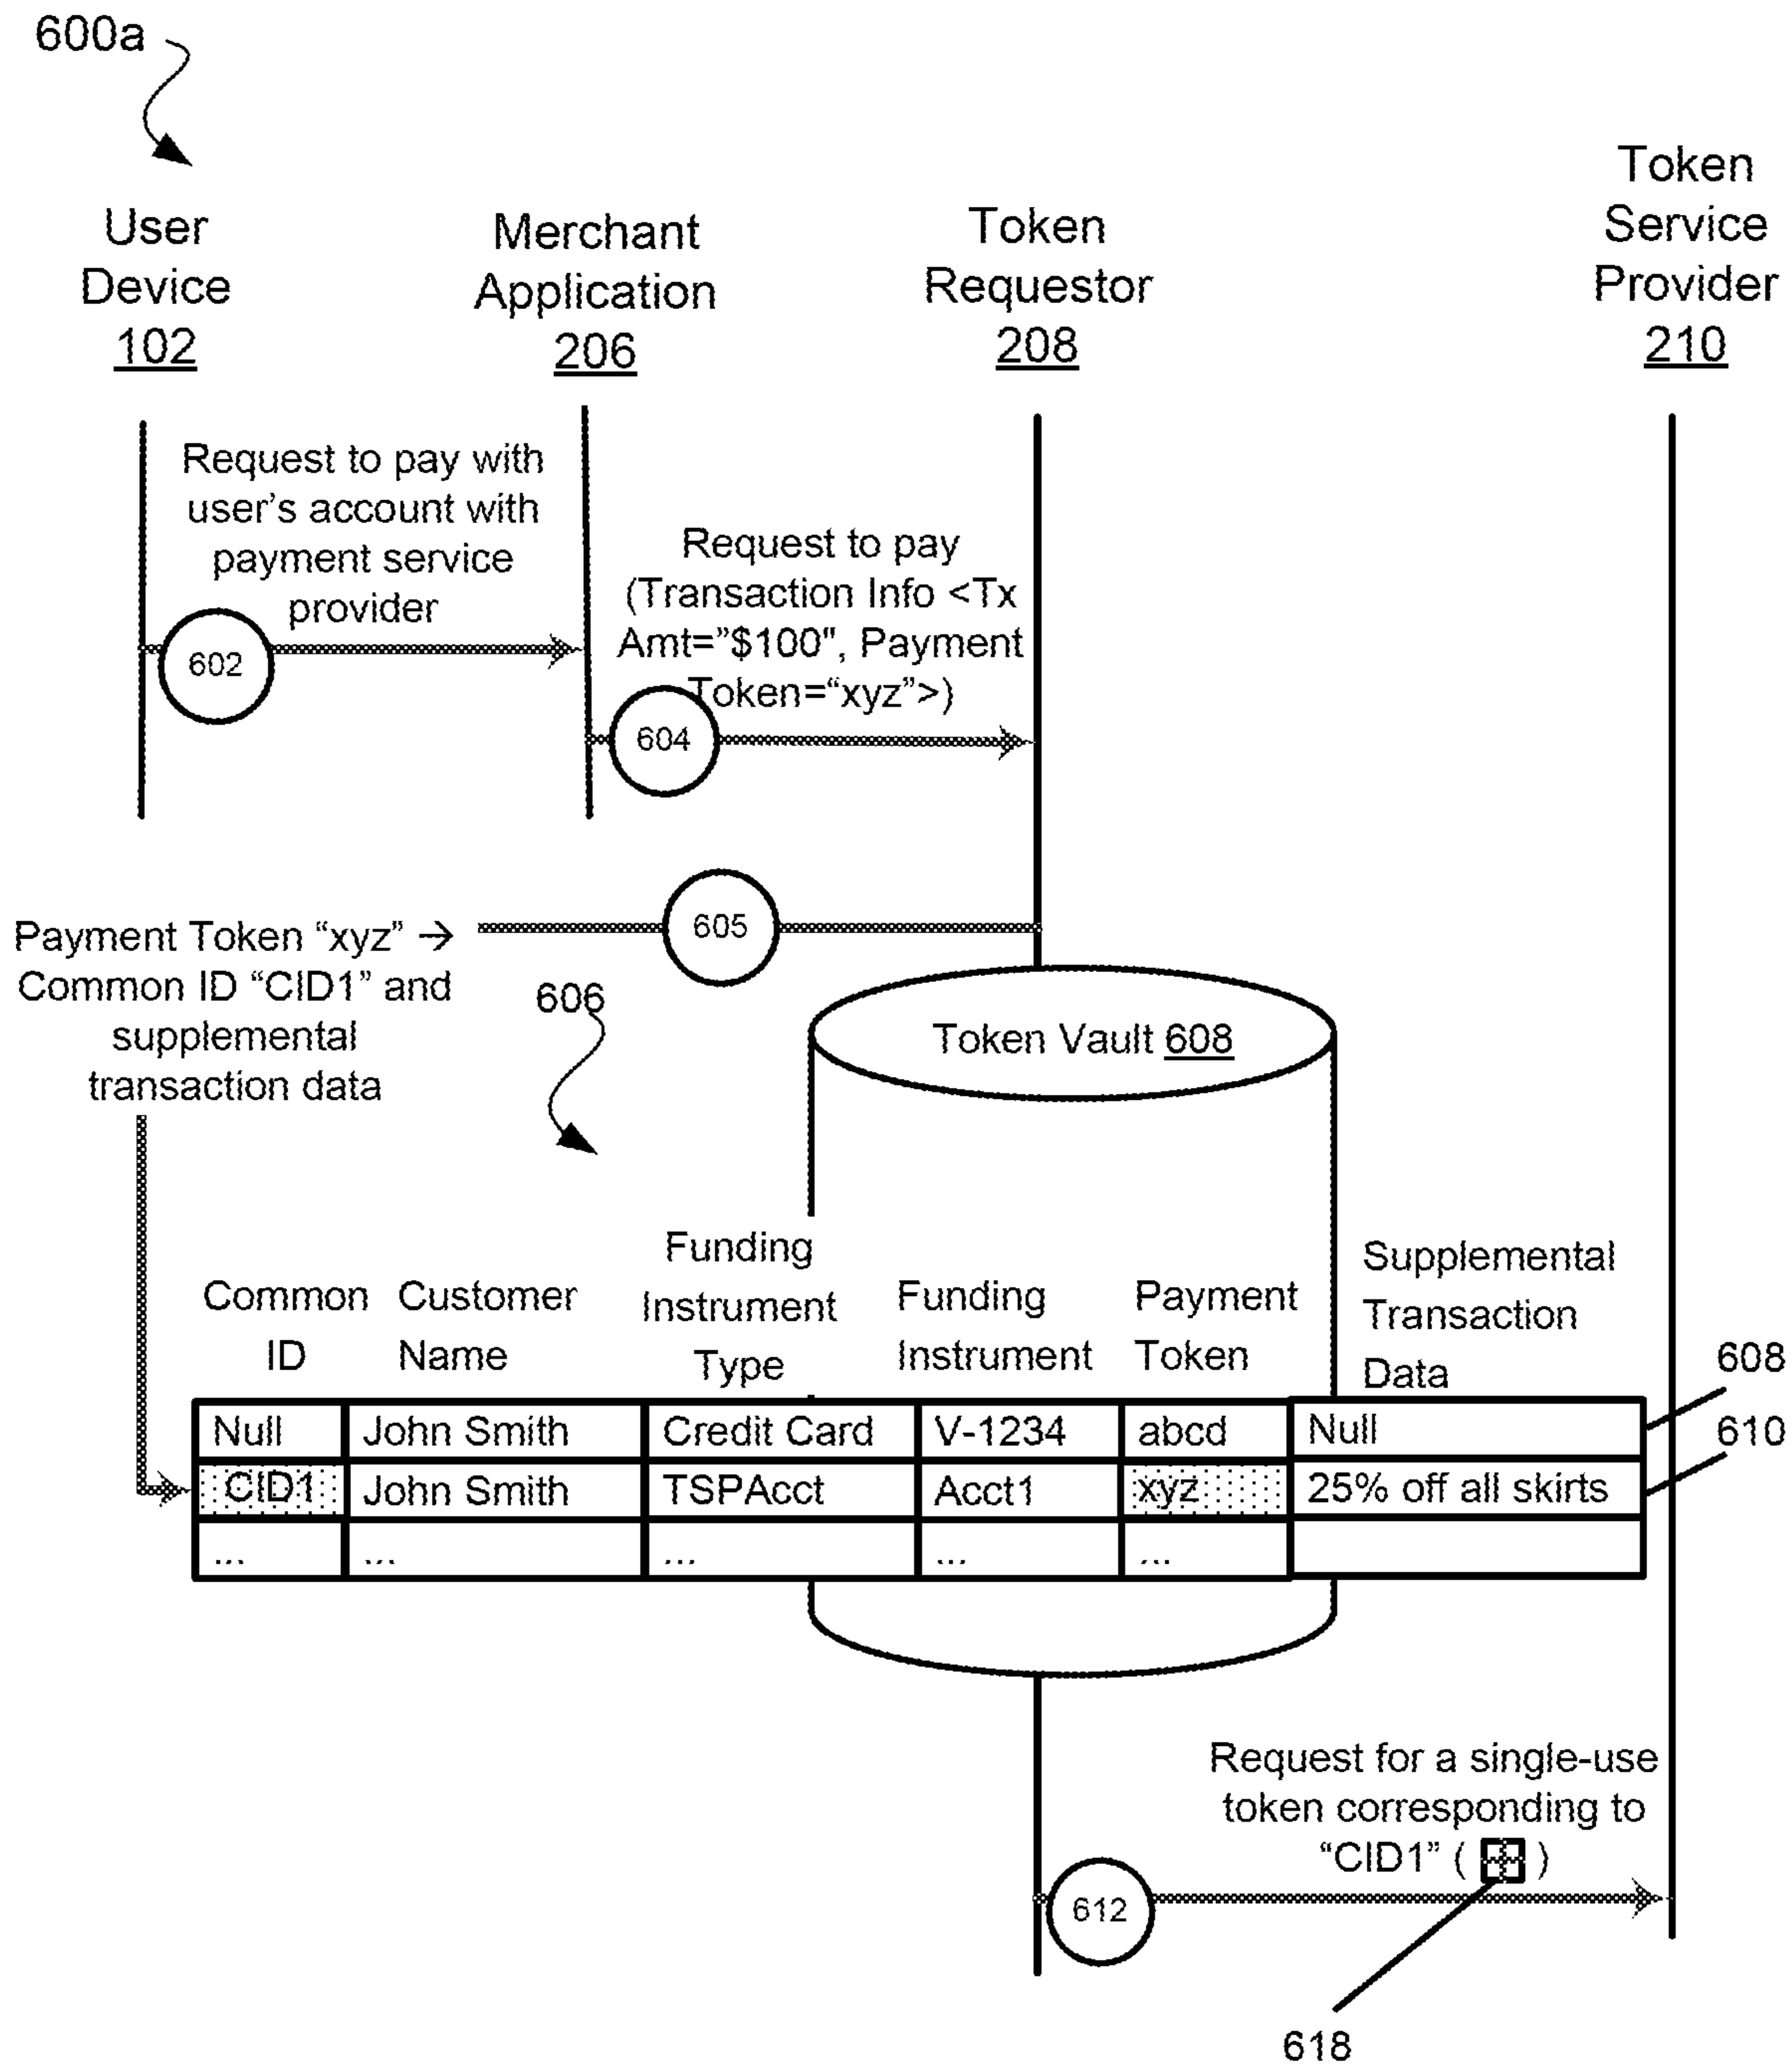 600a
User
Device
102
Merchant
Application
206
Token
Requestor
208
Token
Service
Provider
210
Request to pay with
user's account with
payment service
provider
602
Request to pay
(Transaction Info <Tx
Amt=”$100", Payment
Token=“xyz”>)
604
605
Payment Token “xyz” →
Common ID “CID1” and
supplemental
transaction data
606
Token Vault 608
Common
ID
Customer
Name
Funding
Instrument
Type
Funding
Instrument
Payment
Token
Supplemental
Transaction
Data
608
610
Null John Smith Credit Card V-1234 abcd Null
CID1 John Smith TSPAcct Acct1 xyz 25% off all skirts
... ... ... ... ...
Request for a single-use
token corresponding to
“CID1” ( )
612
618